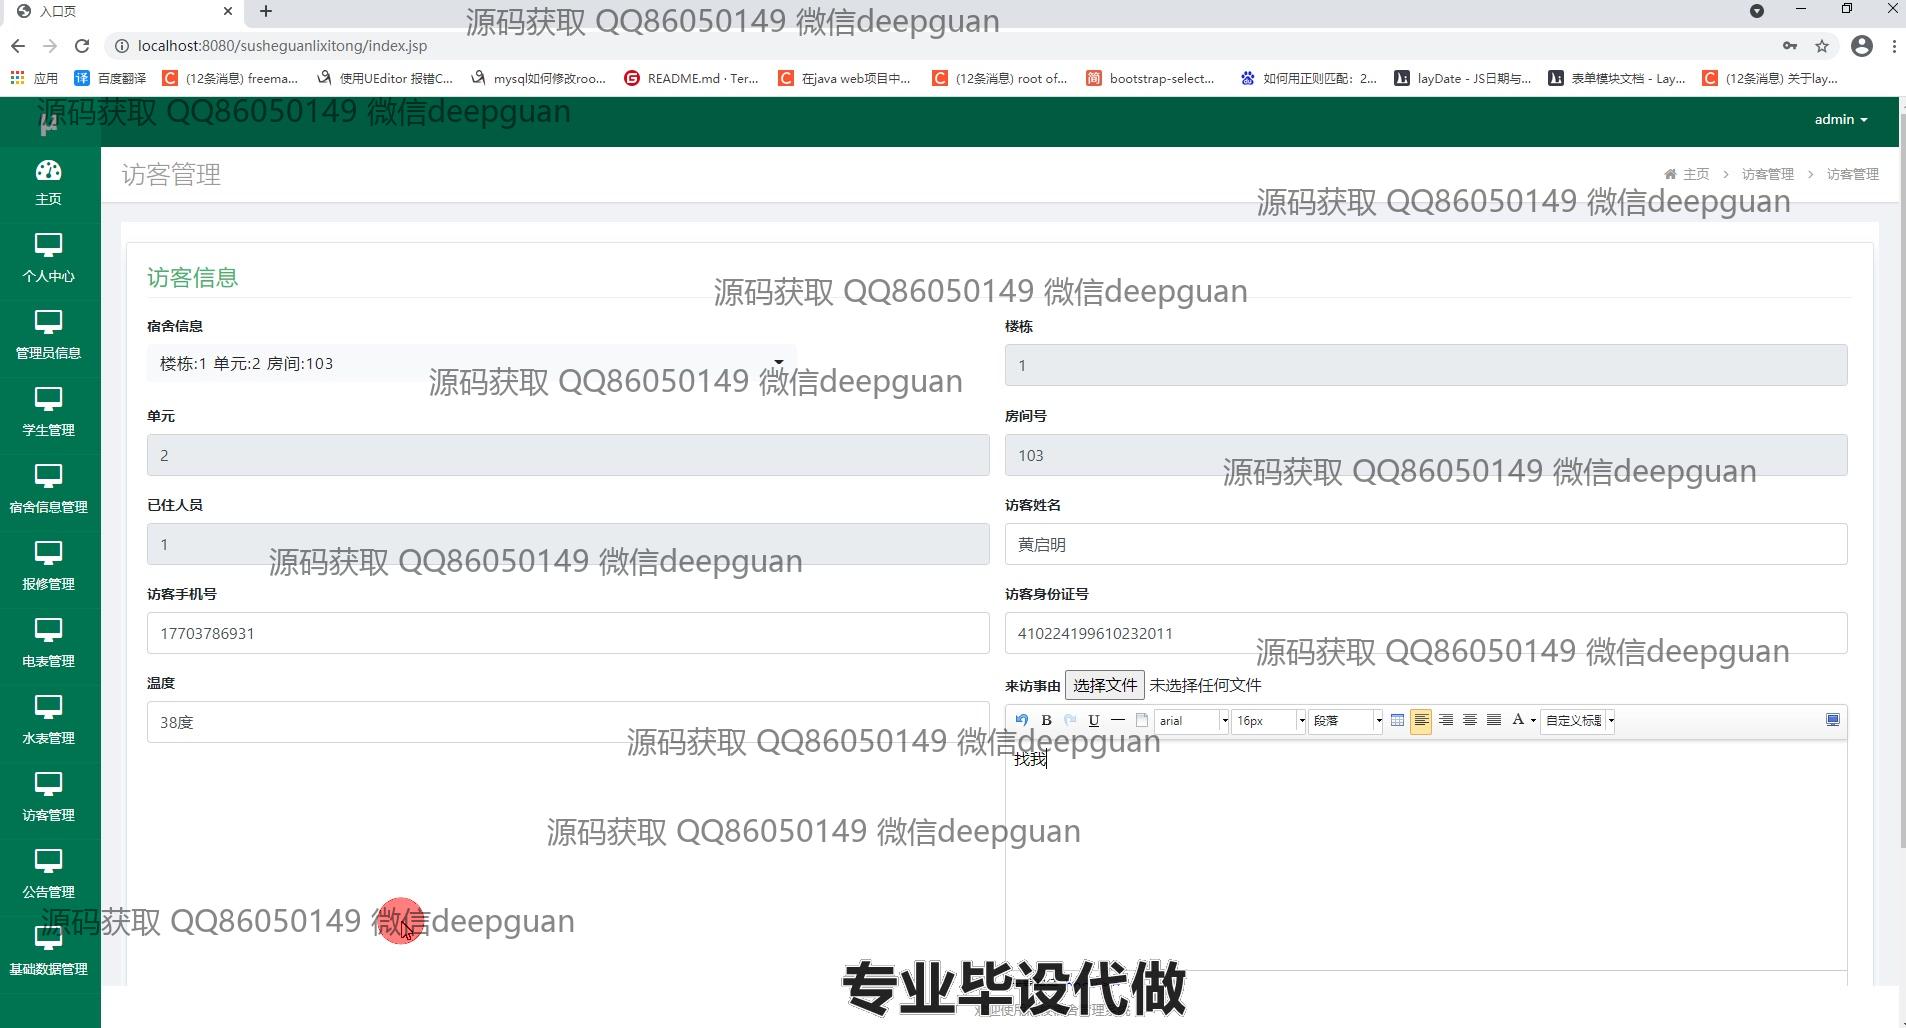 入口页
源码获取 QQ86050149 微信deepguan
localhost:8080/susheguanlixitong/index.jsp
应用 百度翻译 (12条消息) freema... 使用UEditor 报错C... mysql如何修改roo... README.md · Ter... 在java web项目中... (12条消息) root of... bootstrap-select... 如何用正则匹配：2... layDate - JS日期与... 表单模块文档 - Lay... (12条消息) 关于lay...
源码获取 QQ86050149 微信deepguan
μ
admin
主页
访客管理
主页 > 访客管理 > 访客管理
源码获取 QQ86050149 微信deepguan
个人中心
访客信息
源码获取 QQ86050149 微信deepguan
宿舍信息
楼栋
管理员信息
楼栋:1 单元:2 房间:103
1
源码获取 QQ86050149 微信deepguan
单元
房间号
学生管理
2
103
源码获取 QQ86050149 微信deepguan
已住人员
访客姓名
宿舍信息管理
1
黄启明
源码获取 QQ86050149 微信deepguan
报修管理
访客手机号
访客身份证号
17703786931
410224199610232011
源码获取 QQ86050149 微信deepguan
电表管理
温度
来访事由 选择文件 未选择任何文件
38度
B U arial 16px 段落 A 自定义标题
水表管理
源码获取 QQ86050149 微信deepguan
找我
访客管理
源码获取 QQ86050149 微信deepguan
公告管理
源码获取 QQ86050149 微信deepguan
基础数据管理
专业毕设代做